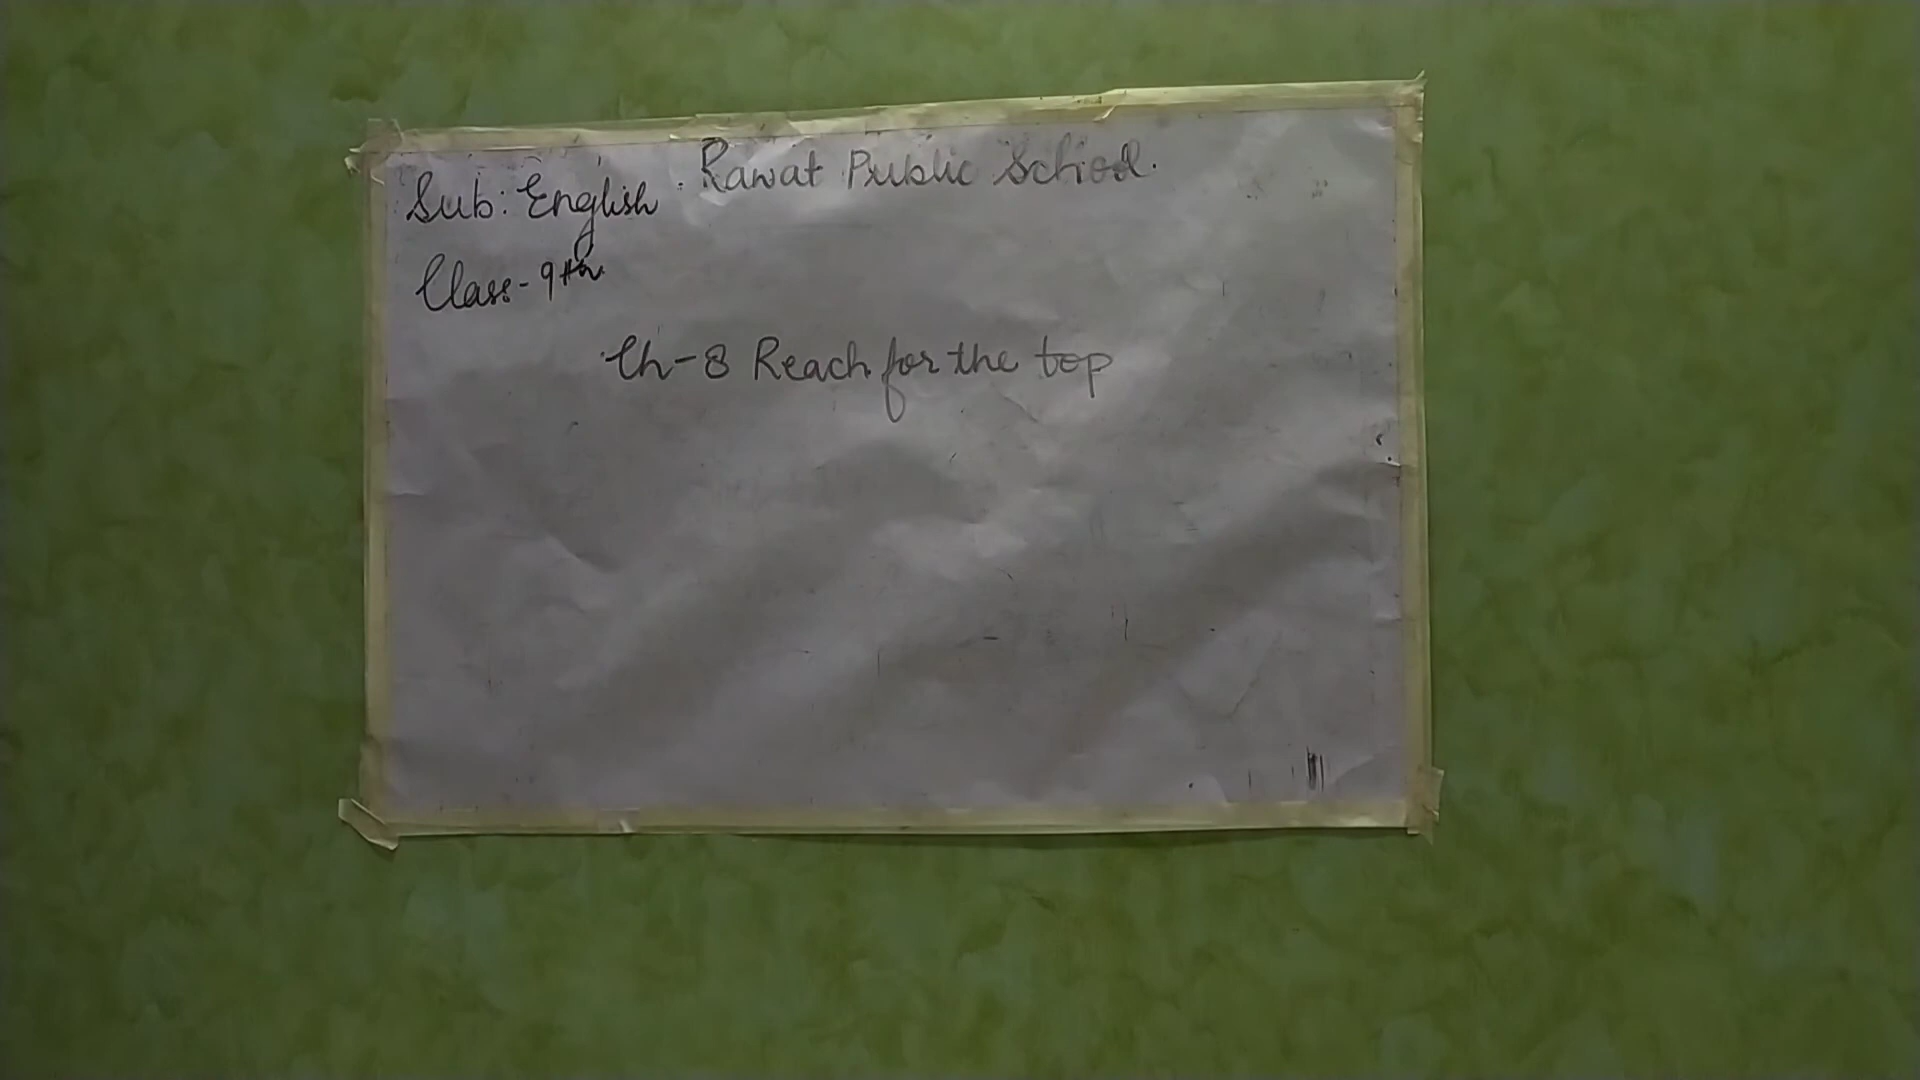 Rawat Public School.
Sub: English
Class- 9th
Ch-8 Reach for the top